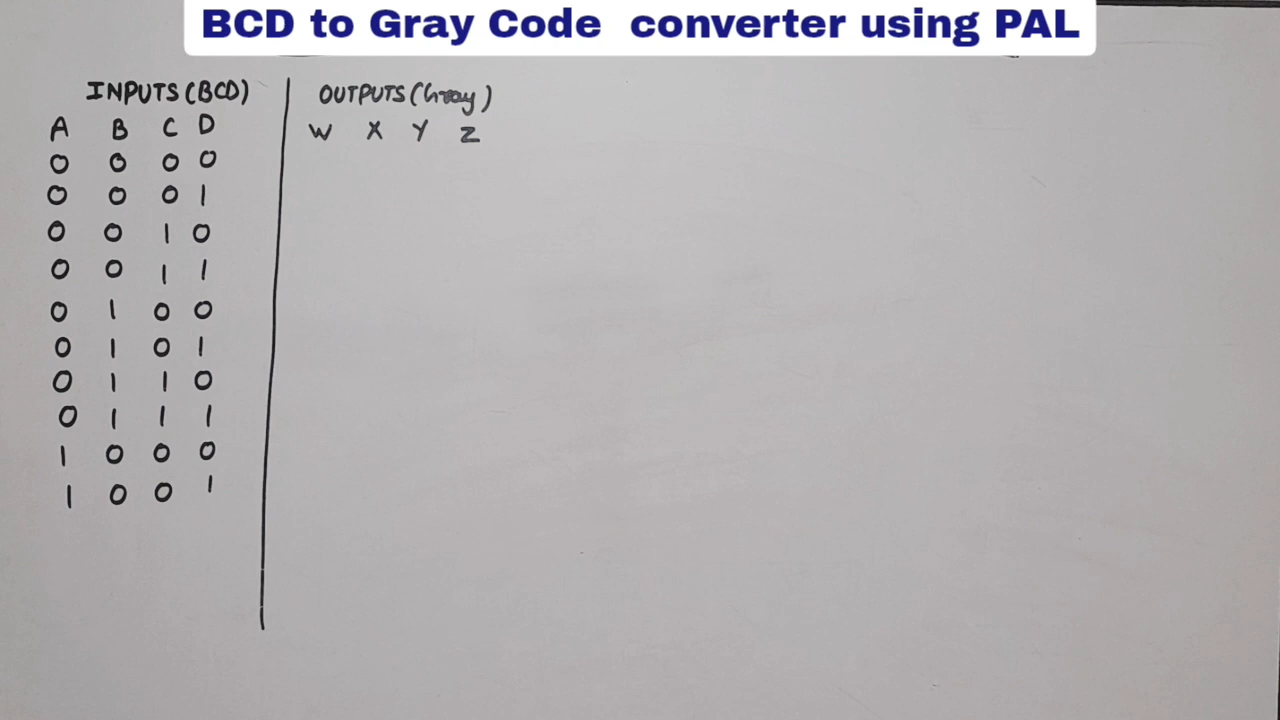 BCD to Gray Code converter using PAL
INPUTS (BCD) OUTPUTS (Gray)
A B C D W X Y Z
0 0 0 0
0 0 0 1
0 0 1 0
0 0 1 1
0 1 0 0
0 1 0 1
0 1 1 0
0 1 1 1
1 0 0 0
1 0 0 1